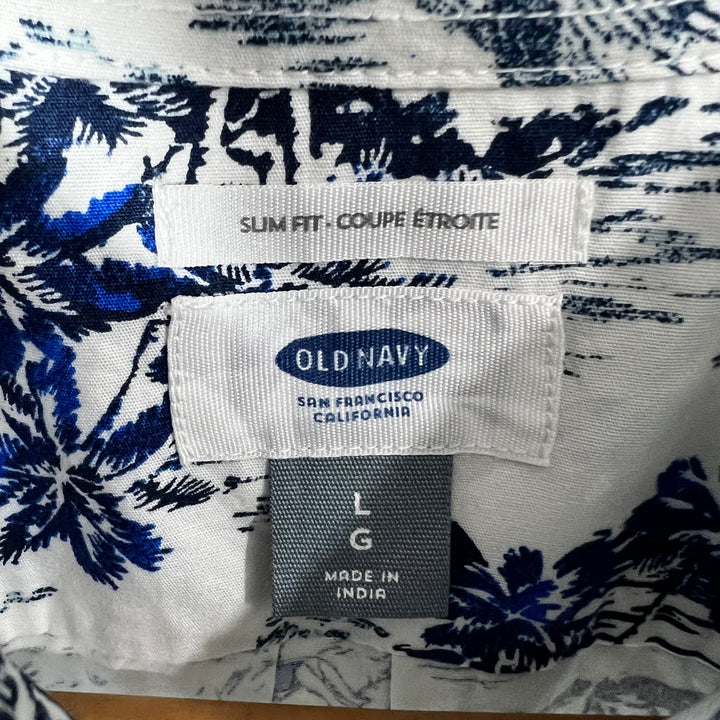 SLIM FIT - COUPE ÉTROITE
OLD NAVY
SAN FRANCISCO
CALIFORNIA
L
G
MADE IN
INDIA